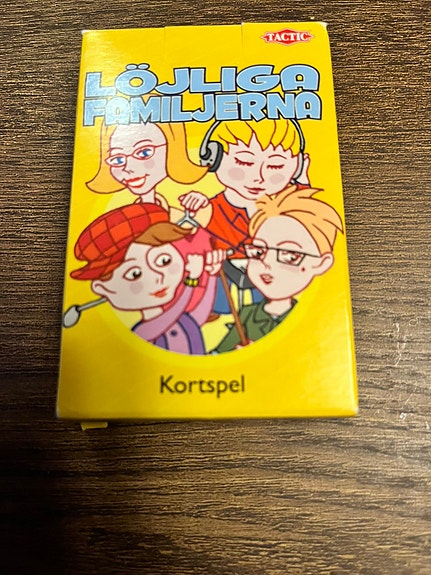 TACTIC
LÖJLIGA
FAMILJERNA
Kortspel